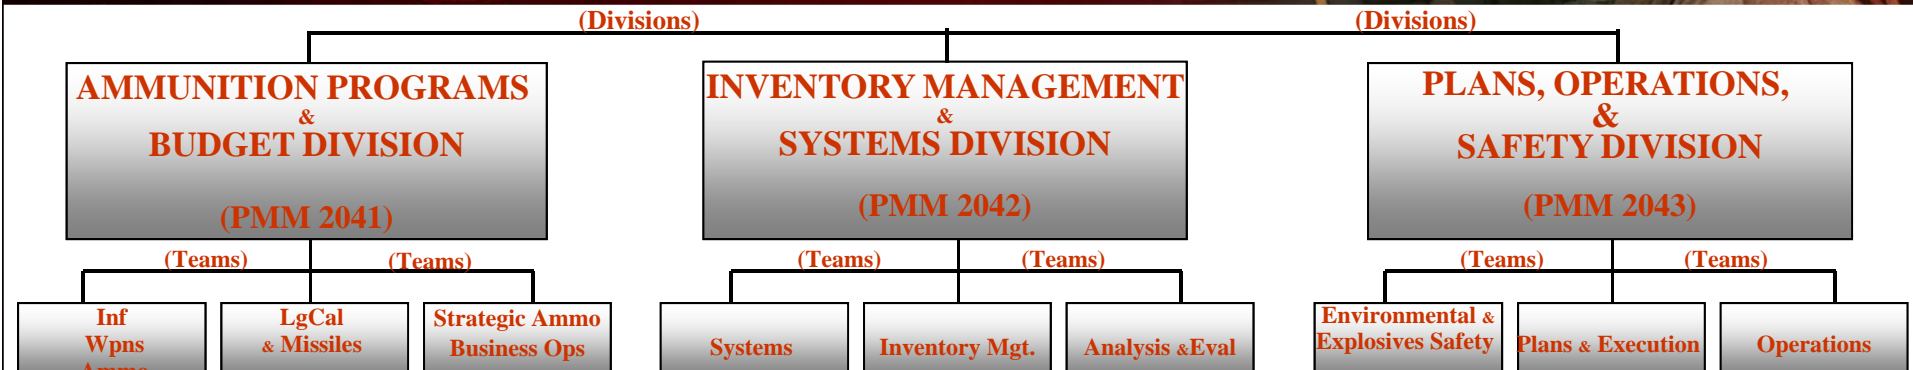 (Divisions)
(Divisions)
AMMUNITION PROGRAMS
&
BUDGET DIVISION
(PMM 2041)
INVENTORY MANAGEMENT
&
SYSTEMS DIVISION
(PMM 2042)
PLANS, OPERATIONS,
&
SAFETY DIVISION
(PMM 2043)
(Teams)
(Teams)
(Teams)
(Teams)
(Teams)
(Teams)
Inf
Wpns
Ammo
LgCal
& Missiles
Strategic Ammo
Business Ops
Systems
Inventory Mgt.
Analysis &Eval
Environmental &
Explosives Safety
Plans & Execution
Operations